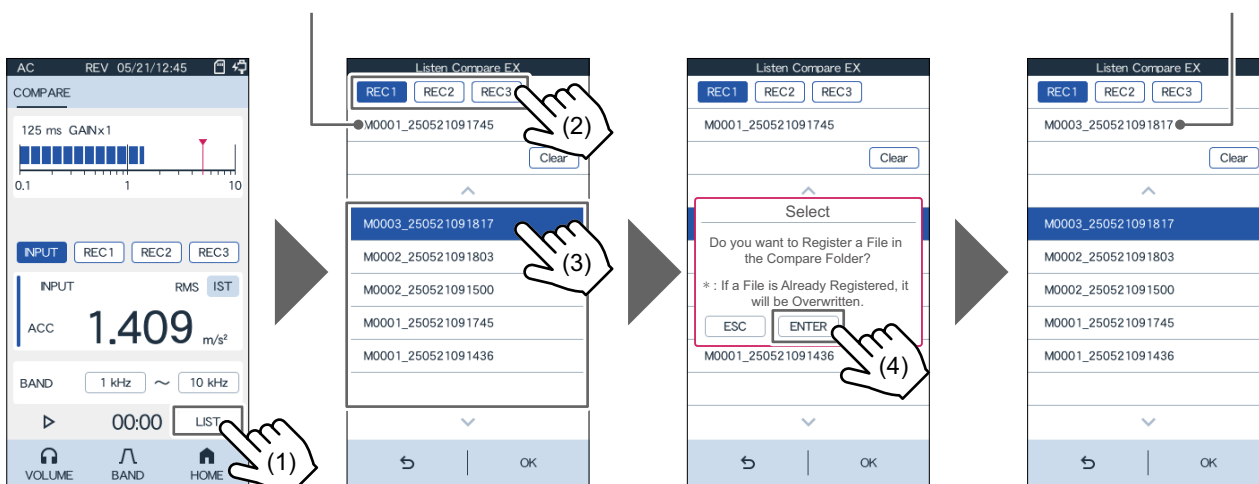 AC REV 05/21/12:45
COMPARE
125 ms GAIN x 1
0.1 1 10
INPUT REC1 REC2 REC3
INPUT RMS IST
ACC 1.409 m/s²
BAND 1 kHz ~ 10 kHz
00:00 LIST
VOLUME BAND HOME
(1)
Listen Compare EX
REC1 REC2 REC3
(2)
M0001_250521091745
Clear
M0003_250521091817
(3)
M0002_250521091803
M0002_250521091500
M0001_250521091745
M0001_250521091436
OK
Listen Compare EX
REC1 REC2 REC3
M0001_250521091745
Clear
Select
Do you want to Register a File in
the Compare Folder?
* : If a File is Already Registered, it
will be Overwritten.
ESC ENTER
(4)
M0001_250521091436
OK
Listen Compare EX
REC1 REC2 REC3
M0003_250521091817
Clear
M0003_250521091817
M0002_250521091803
M0002_250521091500
M0001_250521091745
M0001_250521091436
OK